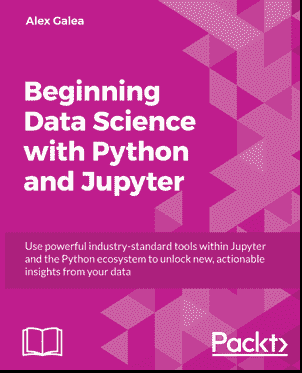 Alex Galea
Beginning
Data Science
with Python
and Jupyter
Use powerful industry-standard tools within Jupyter
and the Python ecosystem to unlock new, actionable
insights from your data
Packt>